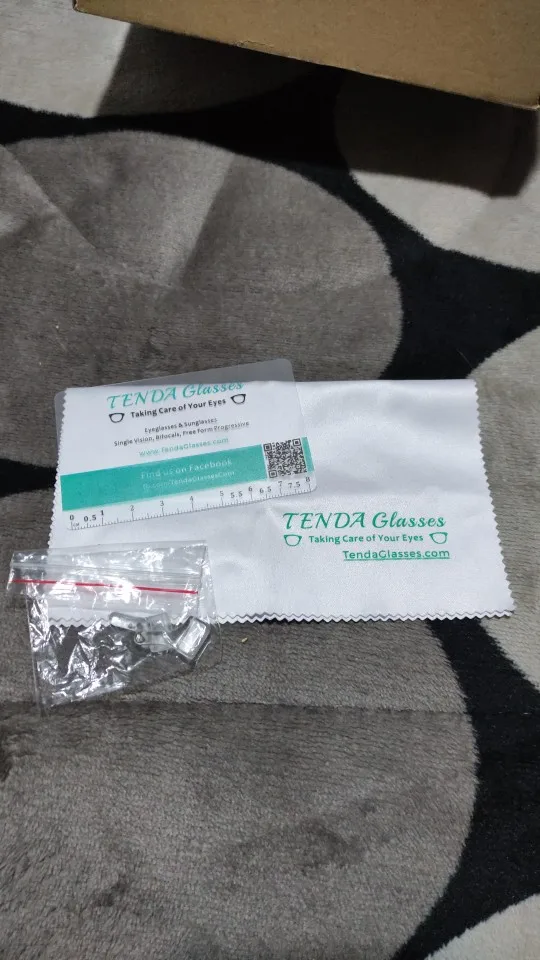 TENDA Glasses
Taking Care of Your Eyes
Eyeglasses & Sunglasses
Single Vision, Bifocals, Free Form Progressive
www.TendaGlasses.com
Find us on Facebook
TendaGlassesCom
0 0.5 1 2 3 4 5 5.5 6 6.5 7 7.5 8
cm
TENDA Glasses
Taking Care of Your Eyes
TendaGlasses.com